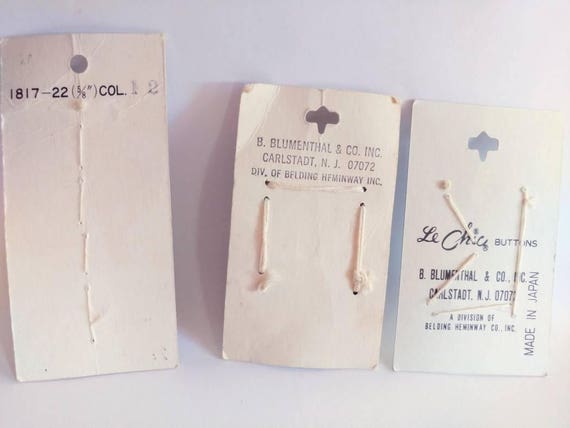 1817-22 (5/8") COL. 12
B. BLUMENTHAL & CO. INC.
CARLSTADT, N. J. 07072
DIV. OF BELDING HEMINWAY INC.
Le Chic® BUTTONS
B. BLUMENTHAL & CO., INC.
CARLSTADT, N. J. 07072
A DIVISION OF
BELDING HEMINWAY CO., INC.
MADE IN JAPAN